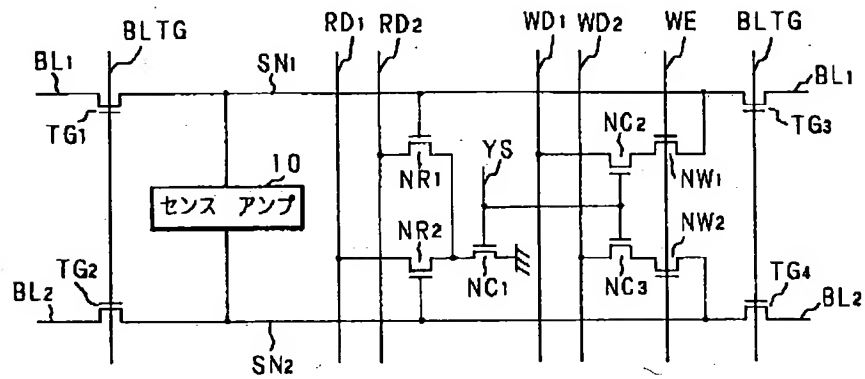 BLTG RD1 RD2 WD1 WD2 WE BLTG
BL1 SN1 BL1
TG1 NC2 TG3
10 YS
NR1 NW1
センス アンプ
NR2 NW2
TG2 NC1 NC3 TG4
BL2 BL2
SN2